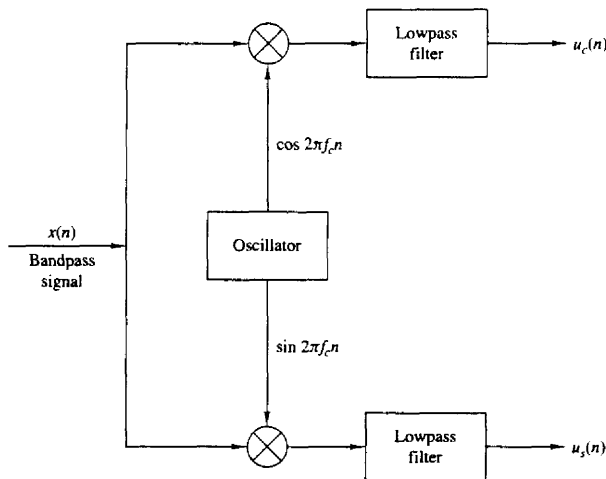 Lowpass
filter
u_c(n)
cos 2πf_cn
x(n)
Bandpass
signal
Oscillator
sin 2πf_cn
Lowpass
filter
u_s(n)